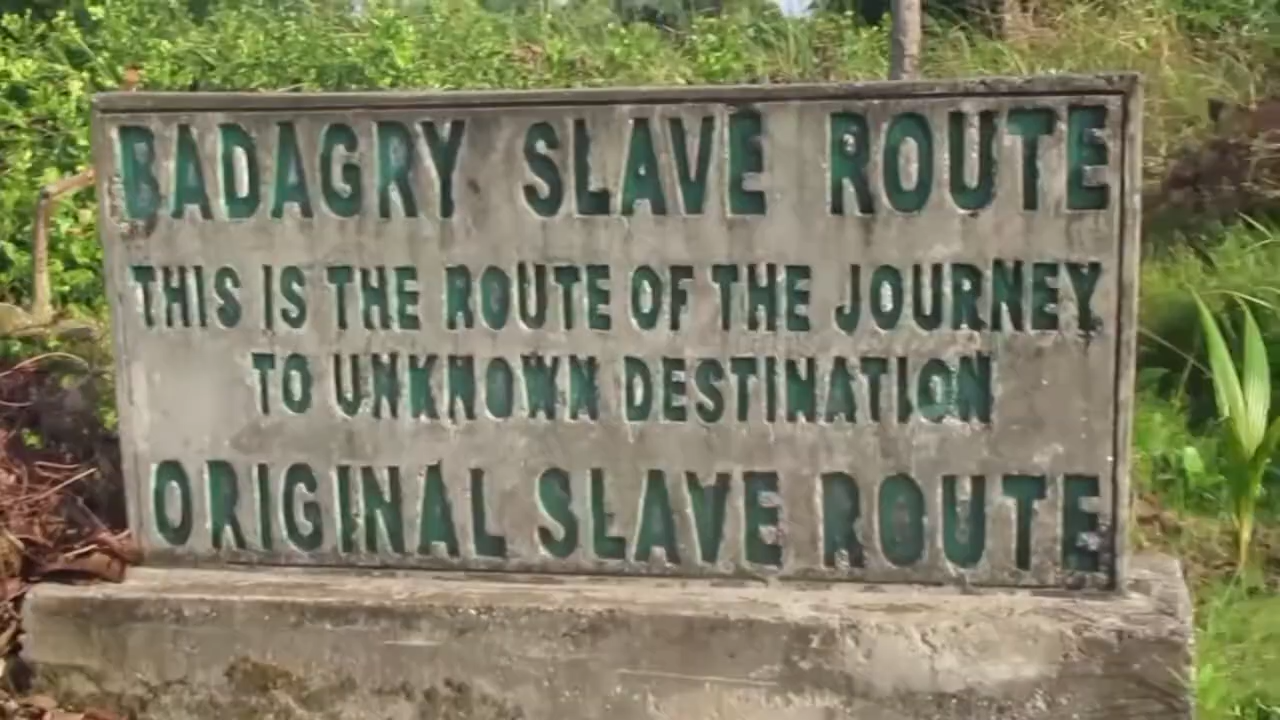 BADAGRY SLAVE ROUTE
THIS IS THE ROUTE OF THE JOURNEY
TO UNKNOWN DESTINATION
ORIGINAL SLAVE ROUTE